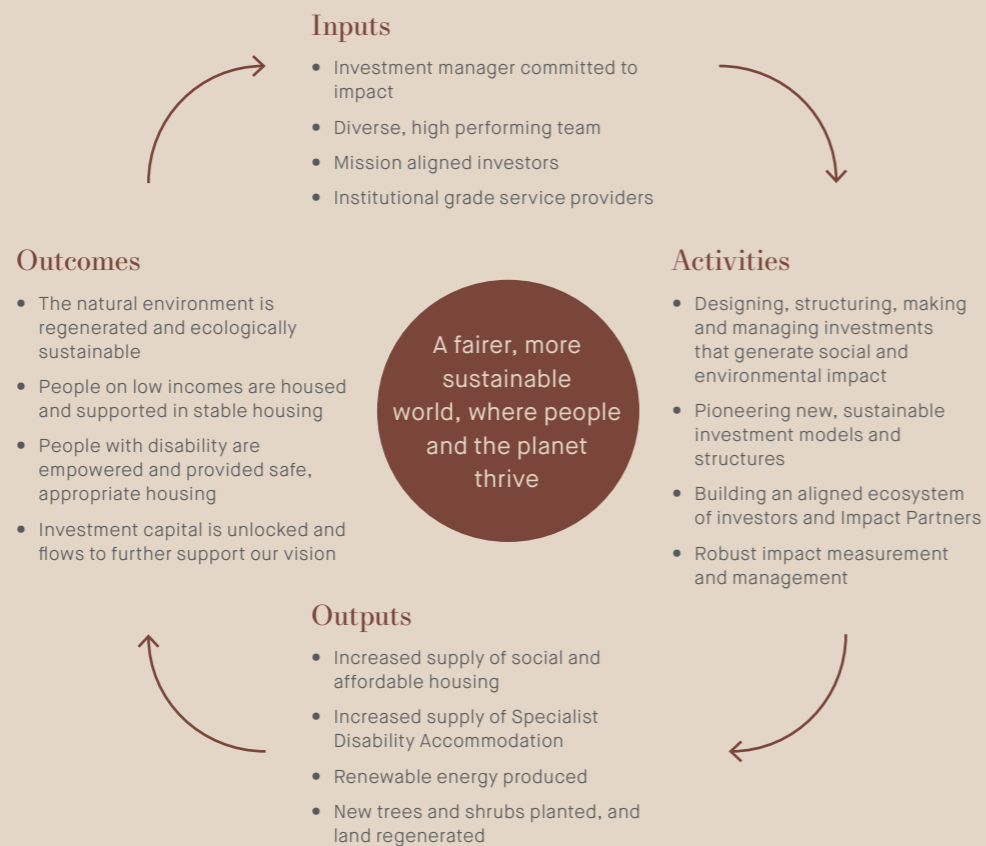 Inputs
• Investment manager committed to
impact
• Diverse, high performing team
• Mission aligned investors
• Institutional grade service providers
Outcomes
• The natural environment is
regenerated and ecologically
sustainable
• People on low incomes are housed
and supported in stable housing
• People with disability are
empowered and provided safe,
appropriate housing
• Investment capital is unlocked and
flows to further support our vision
A fairer, more
sustainable
world, where people
and the planet
thrive
Activities
• Designing, structuring, making
and managing investments
that generate social and
environmental impact
• Pioneering new, sustainable
investment models and
structures
• Building an aligned ecosystem
of investors and Impact Partners
• Robust impact measurement
and management
Outputs
• Increased supply of social and
affordable housing
• Increased supply of Specialist
Disability Accommodation
• Renewable energy produced
• New trees and shrubs planted, and
land regenerated